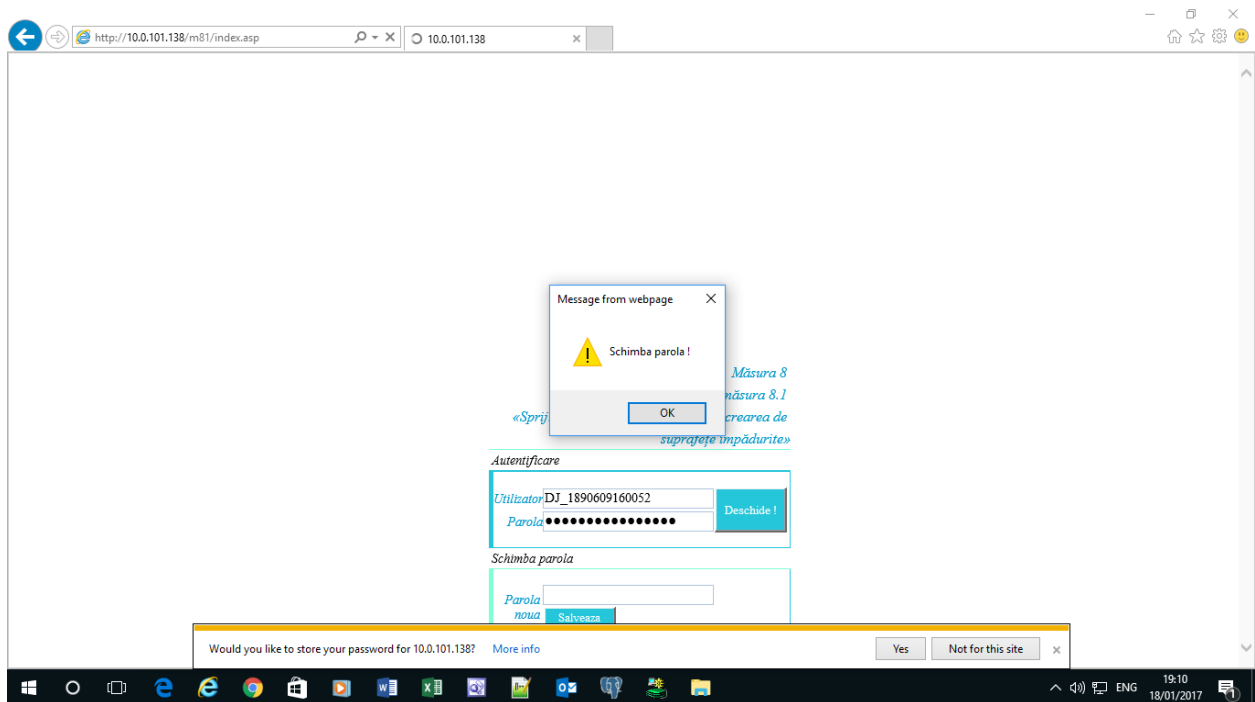 http://10.0.101.138/m81/index.asp
10.0.101.138
Message from webpage
Schimba parola !
OK
Măsura 8
măsura 8.1
«Sprij
crearea de
suprafețe împădurite»
Autentificare
Utilizator DJ_1890609160052
Deschide !
Parola
Schimba parola
Parola
noua
Salveaza
Would you like to store your password for 10.0.101.138? More info Yes Not for this site
ENG
19:10
18/01/2017